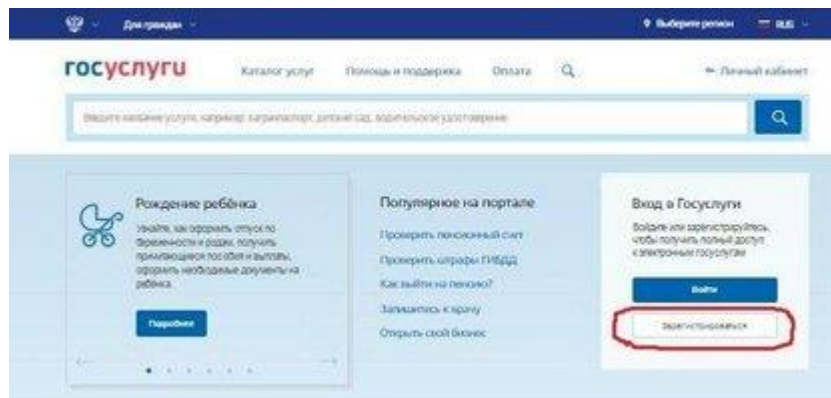 Для граждан
Выберите регион
RUS
госуслуги
Каталог услуг
Помощь и поддержка
Оплата
Личный кабинет
Введите название услуги, например: загранпаспорт, детский сад, водительское удостоверение
Рождение ребёнка
Узнайте, как оформить отпуск по
беременности и родам, получить
причитающиеся пособия и выплаты,
оформить необходимые документы на
ребёнка.
Подробнее
Популярное на портале
Проверить пенсионный счет
Проверить штрафы ГИБДД
Как выйти на пенсию?
Запишитесь к врачу
Открыть свой бизнес
Вход в Госуслуги
Войдите или зарегистрируйтесь,
чтобы получить полный доступ
к электронным госуслугам
Войти
Зарегистрироваться